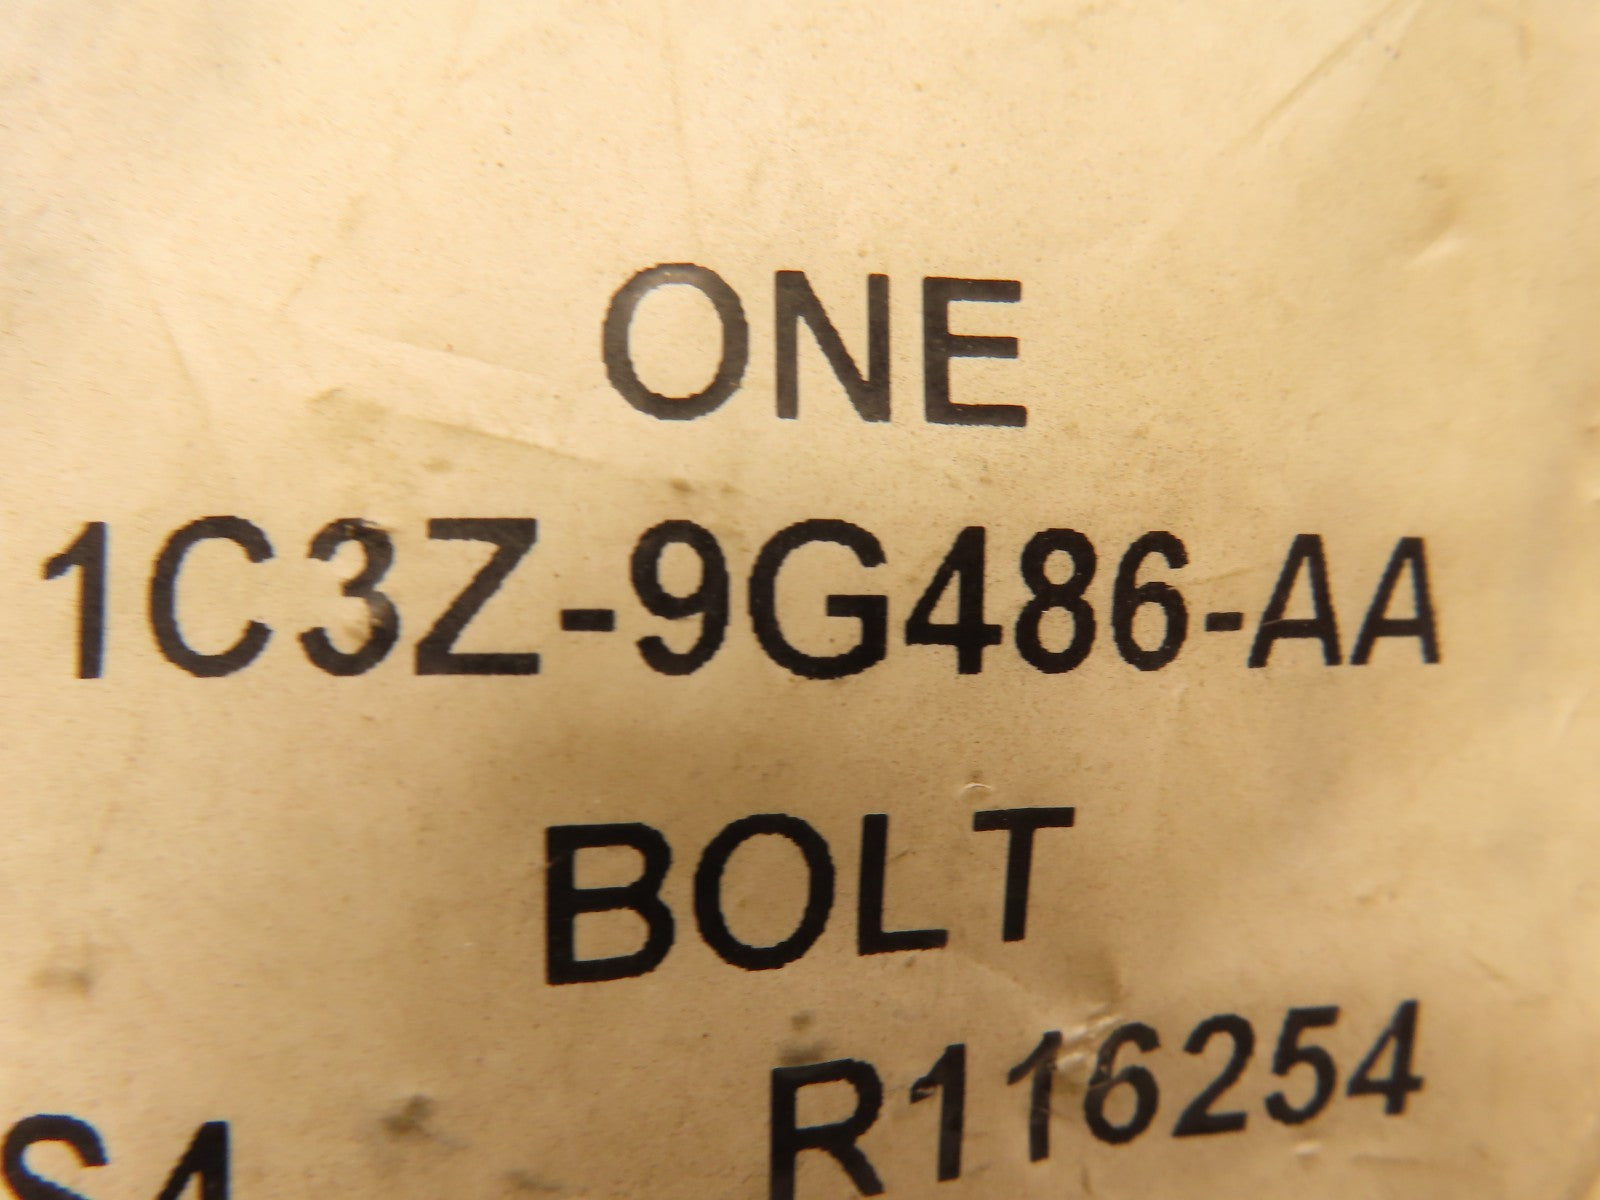 ONE
1C3Z-9G486-AA
BOLT
R116254